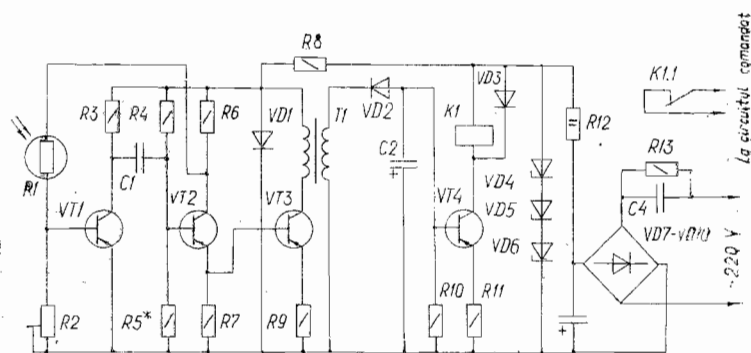 R8
R3
R4
R6
VD1
T1
VD2
K1
VD3
R12
K1.1
La circuitul comandat
R1
C1
C2
R13
VT1
VT2
VT3
VT4
VD4
VD5
VD6
C4
VD7-VD10
~220 V
R2
R5*
R7
R9
R10
R11